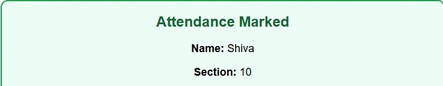 Attendance Marked
Name: Shiva
Section: 10